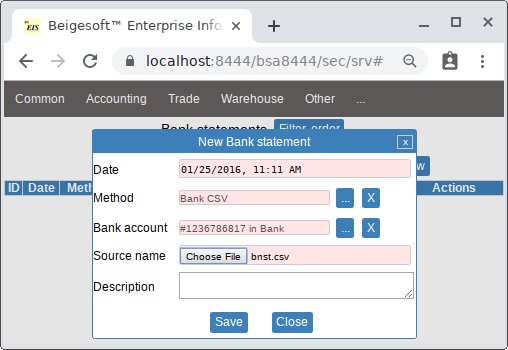 EIS
Beigesoft™ Enterprise Info
localhost:8444/bsa8444/sec/srv#
Common Accounting Trade Warehouse Other ...
Bank statements Filter, order
New Bank statement x
Date 01/25/2016, 11:11 AM
Method Bank CSV ... X
ID Date Meth Actions
Bank account #1236786817 in Bank ... X
Source name Choose File bnst.csv
Description
Save Close